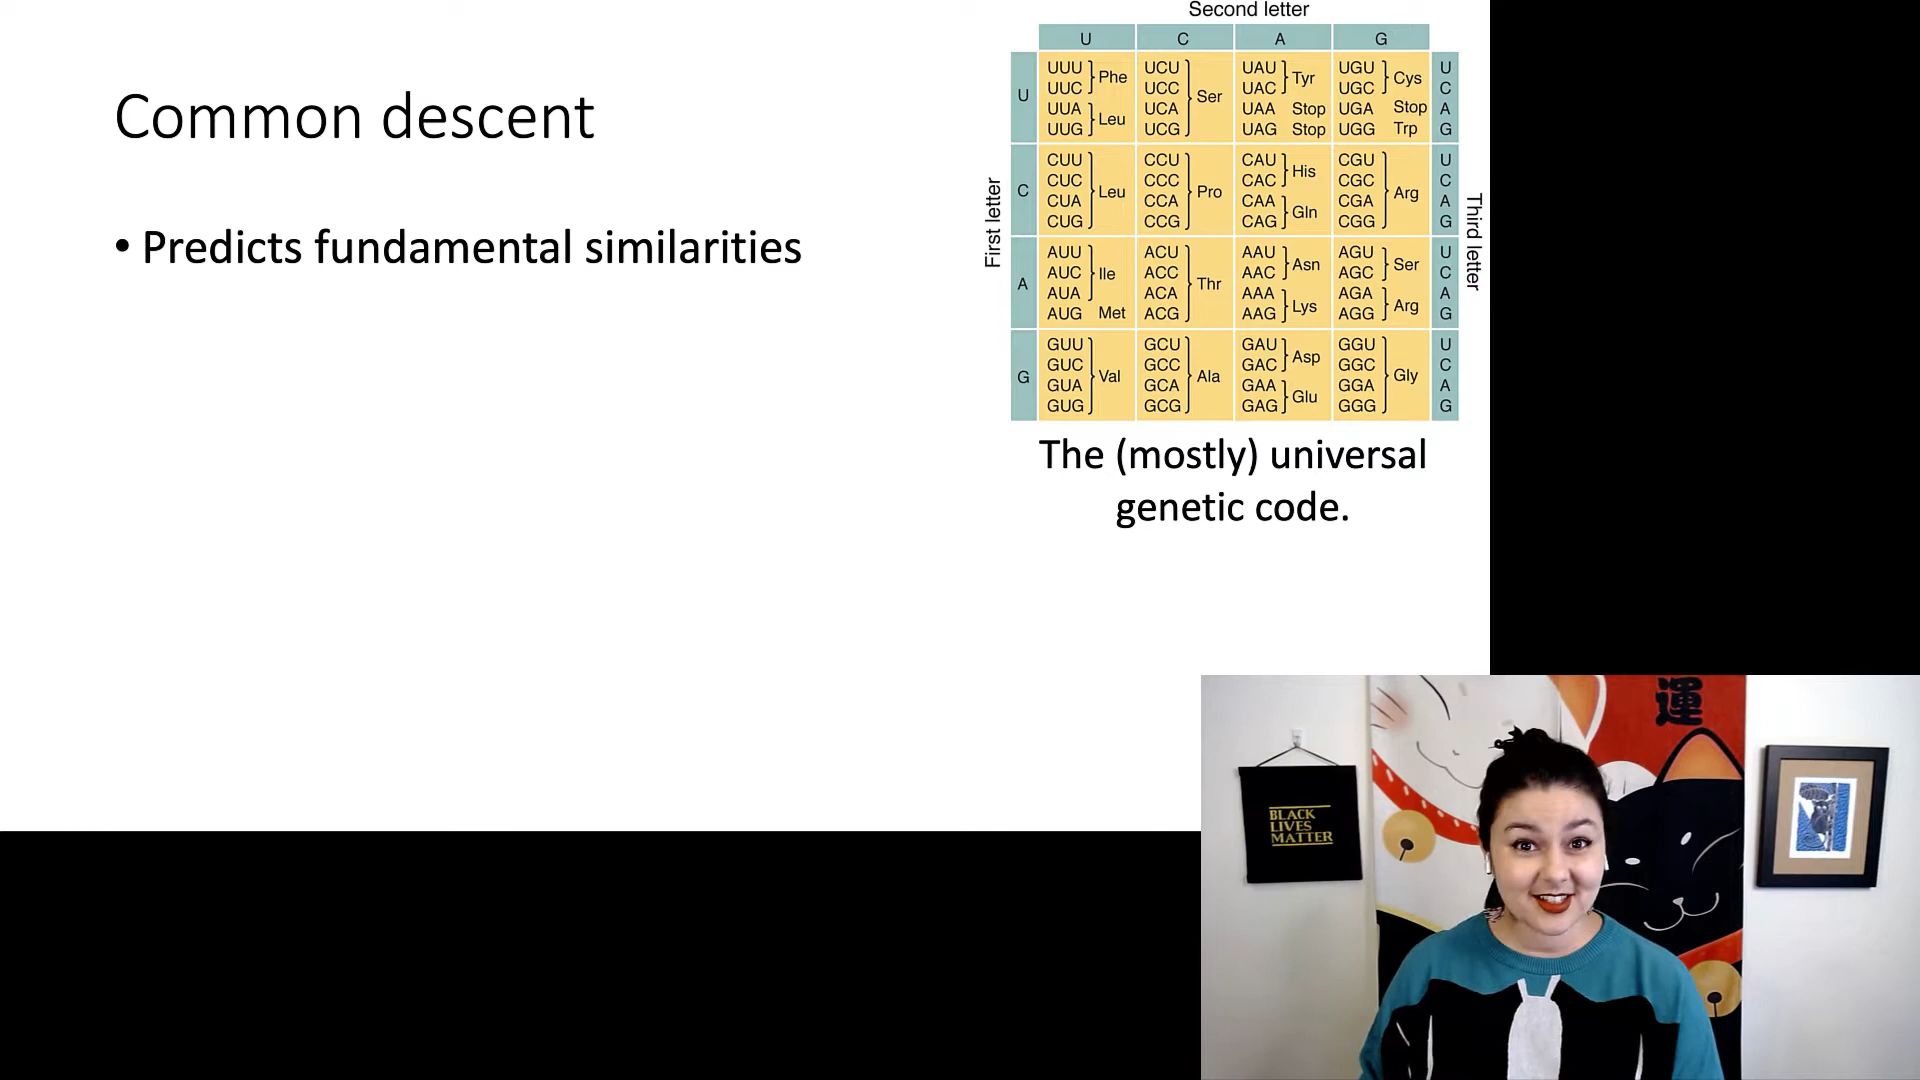 Common descent
• Predicts fundamental similarities
Second letter
U C A G
First letter
Third letter
U
UUU UCU UAU UGU U
UUC Phe UCC UAC Tyr UGC Cys C
UUA UCA Ser UAA Stop UGA Stop A
UUG Leu UCG UAG Stop UGG Trp G
C
CUU CCU CAU CGU U
CUC CCC CAC His CGC C
CUA Leu CCA Pro CAA CGA Arg A
CUG CCG CAG Gln CGG G
A
AUU ACU AAU AGU U
AUC Ile ACC AAC Asn AGC Ser C
AUA ACA Thr AAA AGA A
AUG Met ACG AAG Lys AGG Arg G
G
GUU GCU GAU GGU U
GUC GCC GAC Asp GGC C
GUA Val GCA Ala GAA GGA Gly A
GUG GCG GAG Glu GGG G
The (mostly) universal
genetic code.
運
BLACK
LIVES
MATTER